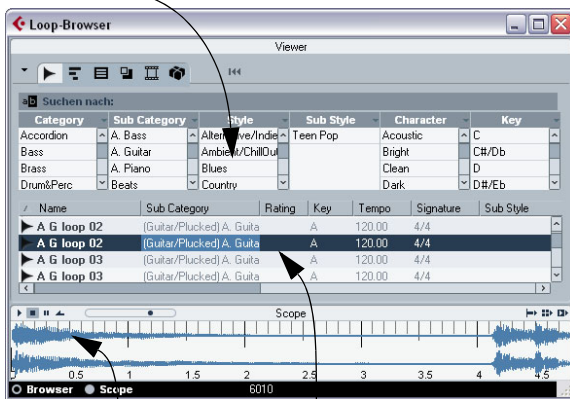 Loop-Browser
Viewer
Suchen nach:
Category Sub Category Style Sub Style Character Key
Accordion A. Bass Alternative/Indie Teen Pop Acoustic C
Bass A. Guitar Ambient/ChillOut Bright C#/Db
Brass A. Piano Blues Clean D
Drum&Perc Beats Country Dark D#/Eb
/ Name Sub Category Rating Key Tempo Signature Sub Style
A G loop 02 (Guitar/Plucked) A. Guita A 120.00 4/4
A G loop 02 (Guitar/Plucked) A. Guita A 120.00 4/4
A G loop 03 (Guitar/Plucked) A. Guita A 120.00 4/4
A G loop 03 (Guitar/Plucked) A. Guita A 120.00 4/4
Scope
0.5 1 1.5 2 2.5 3 3.5 4 4.5
Browser Scope 6010